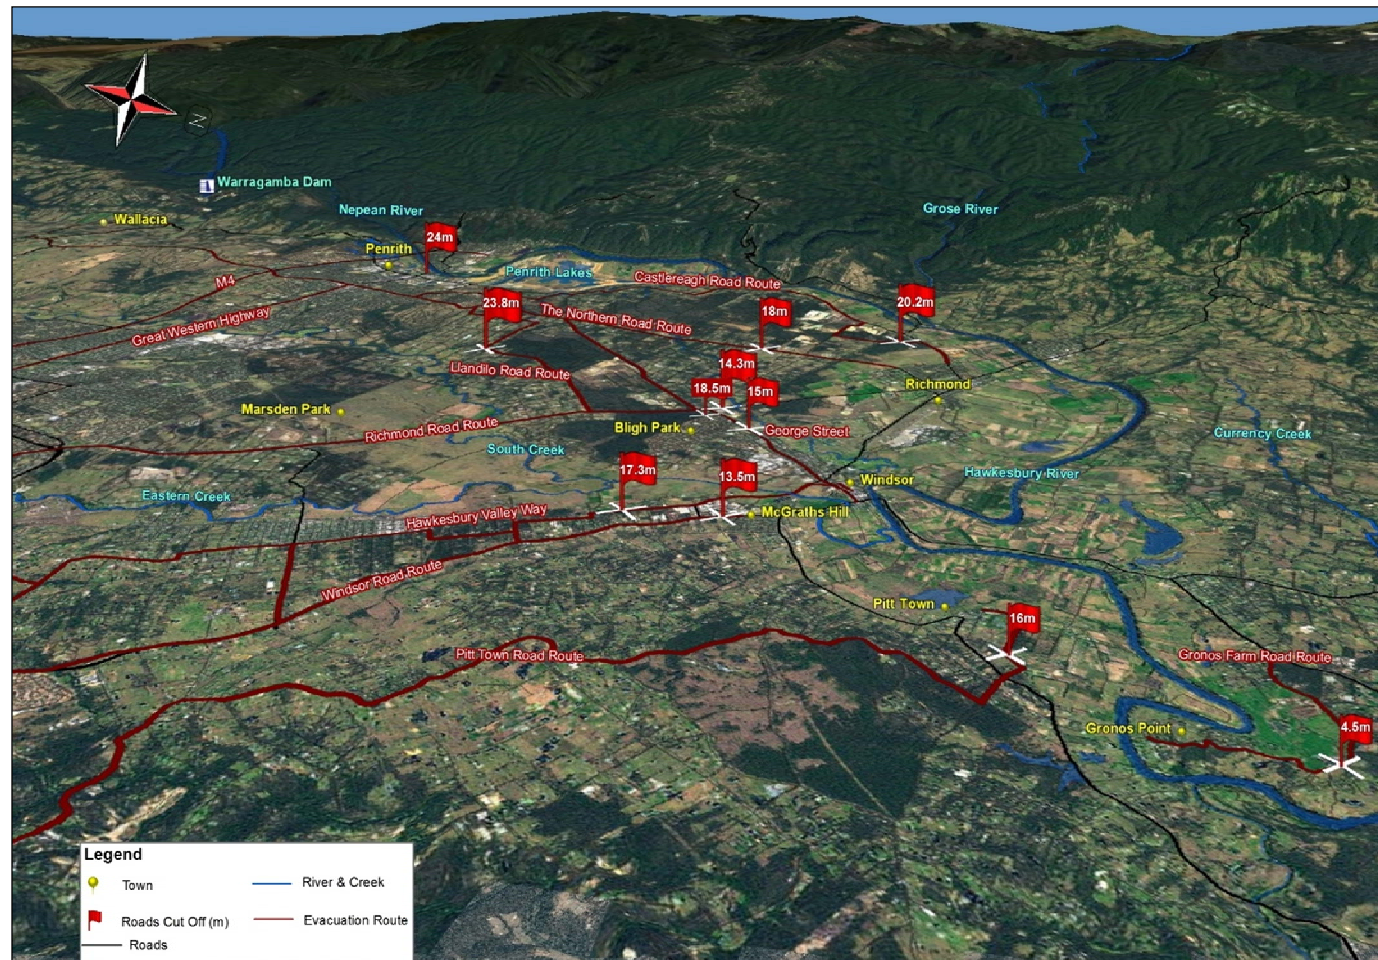 N
Warragamba Dam
Wallacia
Nepean River
Grose River
24m
Penrith
Penrith Lakes
Castlereagh Road Route
M4
23.8m
The Northern Road Route
18m
20.2m
Great Western Highway
14.3m
Llandilo Road Route
18.5m
15m
Richmond
Marsden Park
Richmond Road Route
Bligh Park
George Street
South Creek
Currency Creek
17.3m
13.5m
Hawkesbury River
Windsor
Eastern Creek
Hawkesbury Valley Way
McGraths Hill
Windsor Road Route
Pitt Town
16m
Pitt Town Road Route
Gronos Farm Road Route
Gronos Point
4.5m
Legend
Town
River & Creek
Roads Cut Off (m)
Evacuation Route
Roads